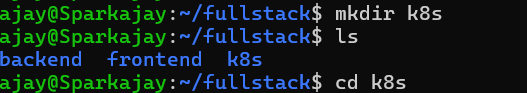 ajay@Sparkajay:~/fullstack$ mkdir k8s
ajay@Sparkajay:~/fullstack$ ls
backend  frontend  k8s
ajay@Sparkajay:~/fullstack$ cd k8s